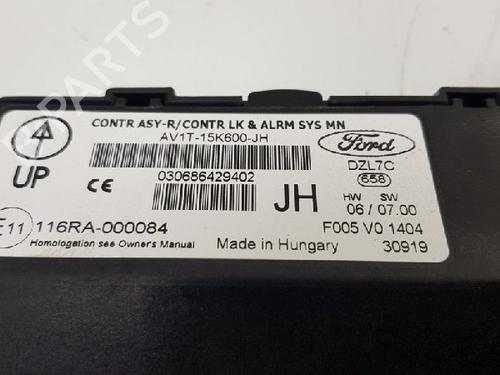 CONTR ASY-R/CONTR LK & ALRM SYS MN
AV1T-15K600-JH
Ford
DZL7C
658
UP
CE
030686429402
JH
HW SW
06 / 07.00
E11 116RA-000084
F005 V0 1404
Homologation see Owner's Manual
Made in Hungary
30919